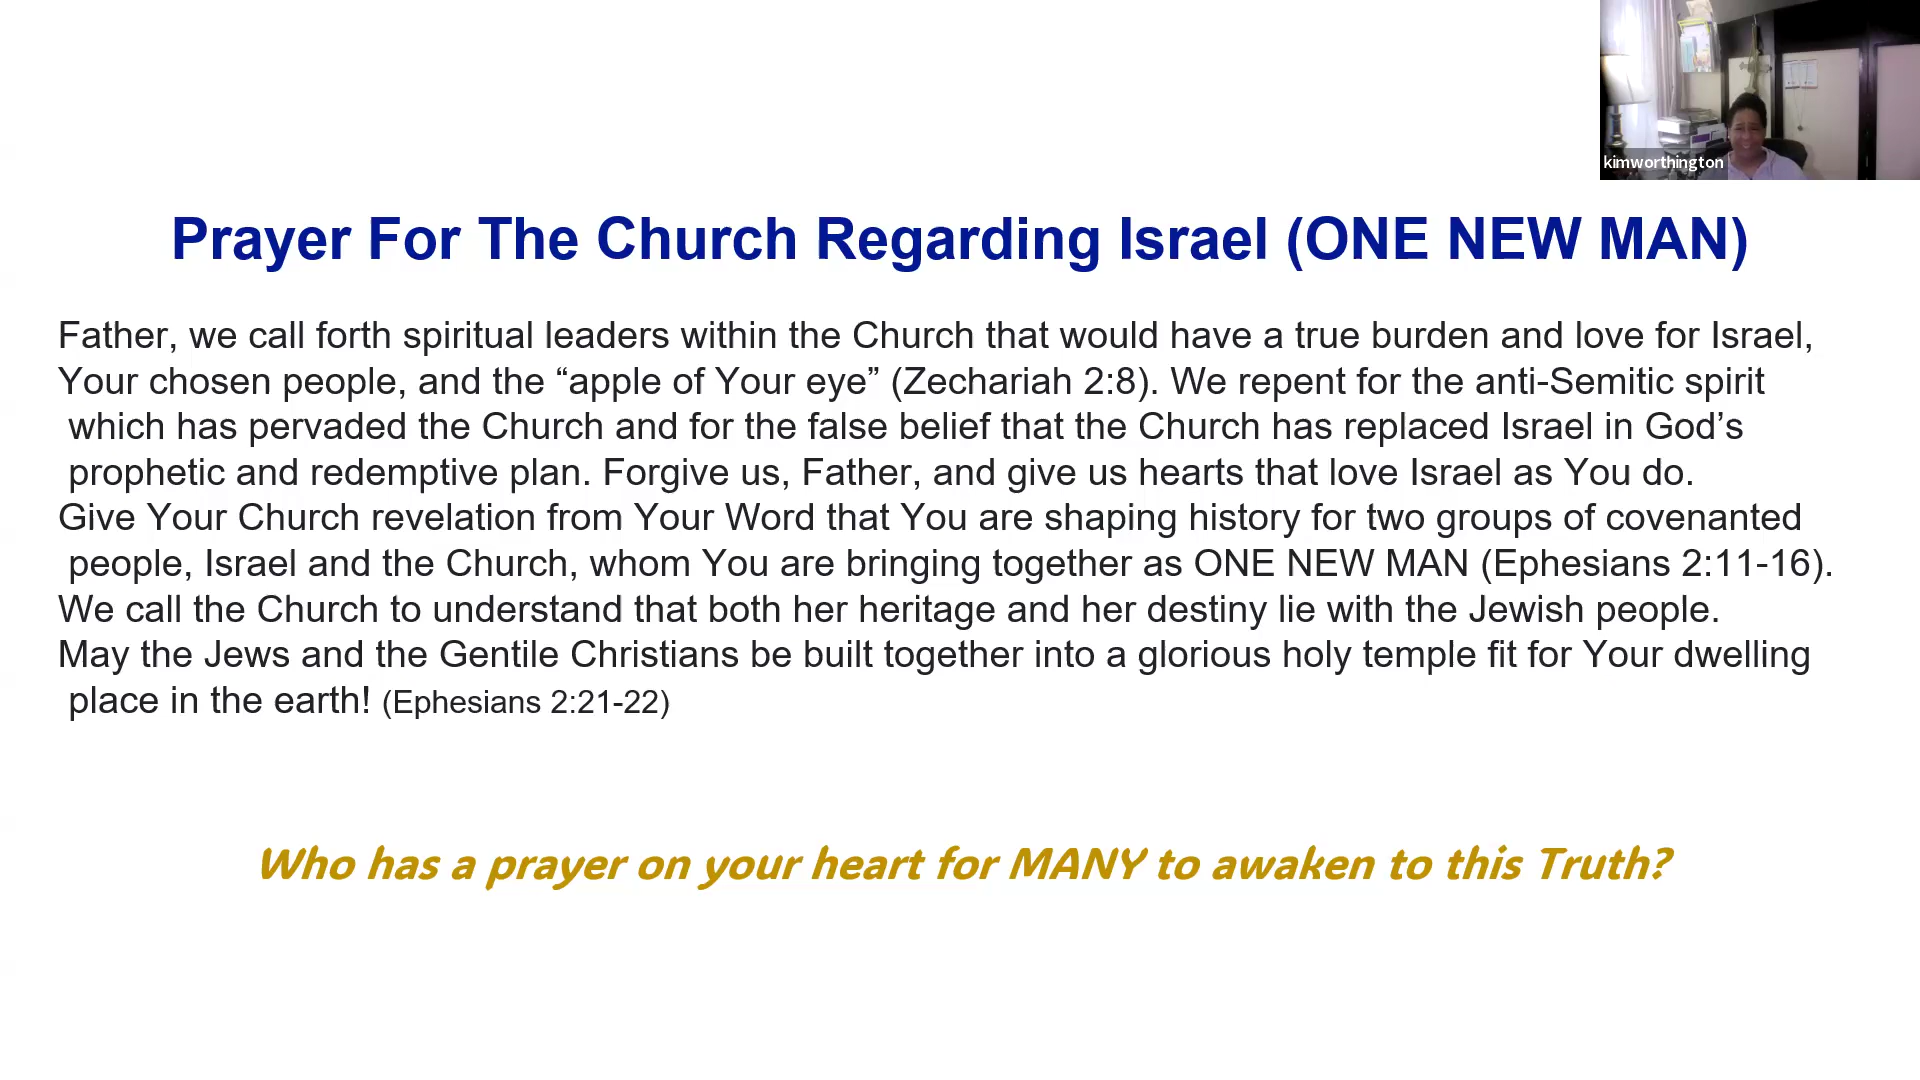 kimworthington
Prayer For The Church Regarding Israel (ONE NEW MAN)
Father, we call forth spiritual leaders within the Church that would have a true burden and love for Israel,
Your chosen people, and the “apple of Your eye” (Zechariah 2:8). We repent for the anti-Semitic spirit
which has pervaded the Church and for the false belief that the Church has replaced Israel in God’s
prophetic and redemptive plan. Forgive us, Father, and give us hearts that love Israel as You do.
Give Your Church revelation from Your Word that You are shaping history for two groups of covenanted
people, Israel and the Church, whom You are bringing together as ONE NEW MAN (Ephesians 2:11-16).
We call the Church to understand that both her heritage and her destiny lie with the Jewish people.
May the Jews and the Gentile Christians be built together into a glorious holy temple fit for Your dwelling
place in the earth! (Ephesians 2:21-22)
Who has a prayer on your heart for MANY to awaken to this Truth?